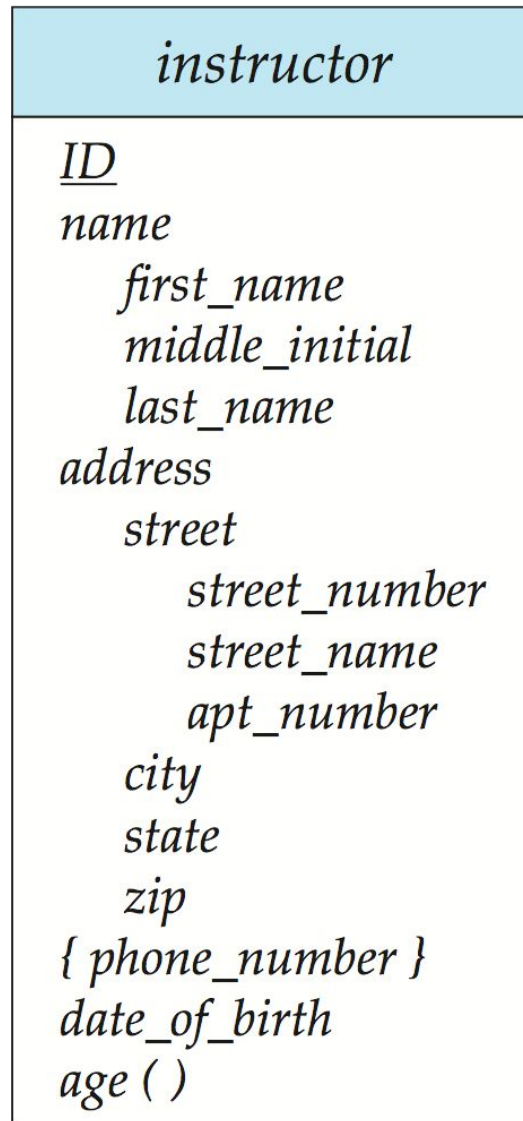 instructor
ID
name
first_name
middle_initial
last_name
address
street
street_number
street_name
apt_number
city
state
zip
{ phone_number }
date_of_birth
age ( )